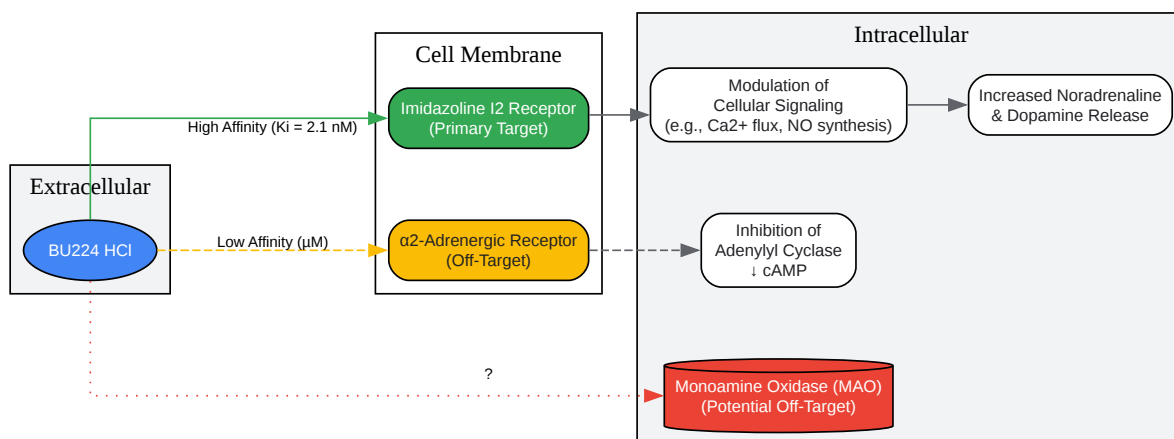 Extracellular
BU224 HCl
High Affinity (Ki = 2.1 nM)
Low Affinity (µM)
?
Cell Membrane
Imidazoline I2 Receptor
(Primary Target)
α2-Adrenergic Receptor
(Off-Target)
Intracellular
Modulation of
Cellular Signaling
(e.g., Ca2+ flux, NO synthesis)
Increased Noradrenaline
& Dopamine Release
Inhibition of
Adenylyl Cyclase
↓ cAMP
Monoamine Oxidase (MAO)
(Potential Off-Target)